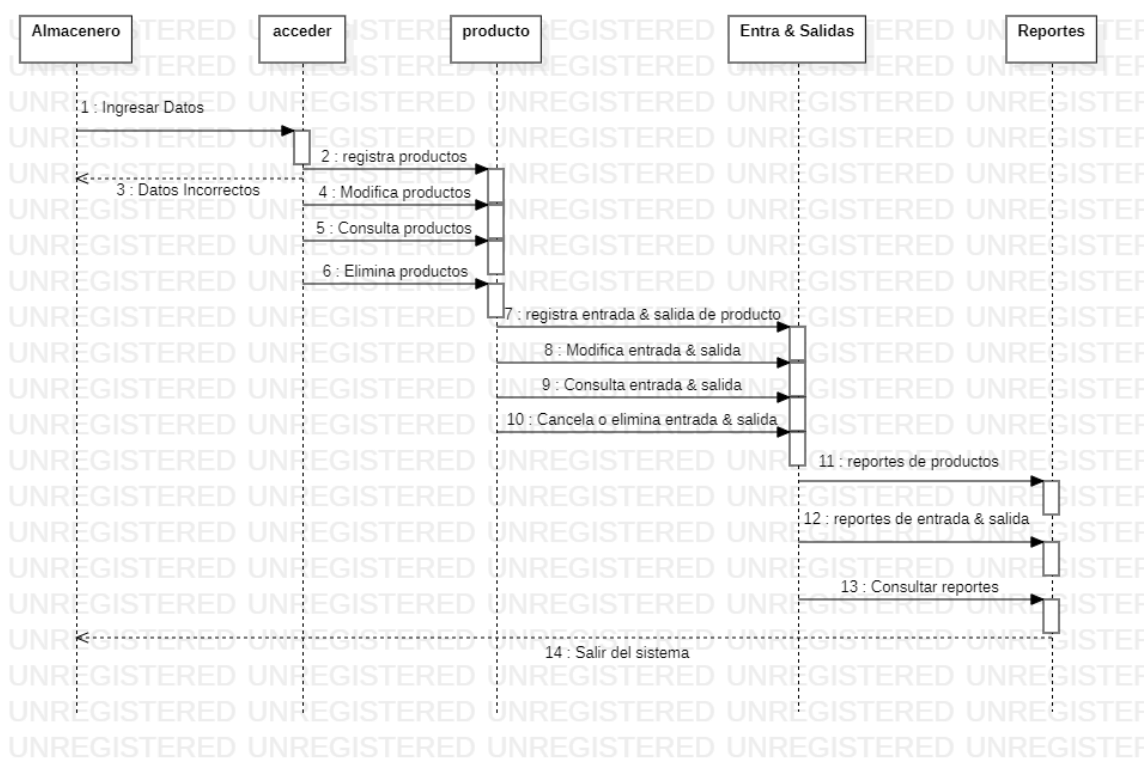 Almacenero
acceder
producto
Entra & Salidas
Reportes
1 : Ingresar Datos
2 : registra productos
3 : Datos Incorrectos
4 : Modifica productos
5 : Consulta productos
6 : Elimina productos
7 : registra entrada & salida de producto
8 : Modifica entrada & salida
9 : Consulta entrada & salida
10 : Cancela o elimina entrada & salida
11 : reportes de productos
12 : reportes de entrada & salida
13 : Consultar reportes
14 : Salir del sistema
UNREGISTERED